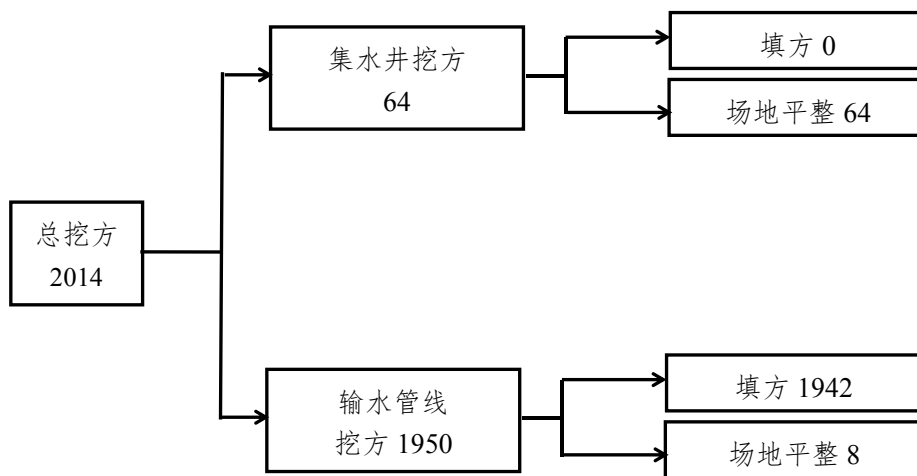 集水井挖方
64
填方 0
场地平整 64
总挖方
2014
输水管线
挖方 1950
填方 1942
场地平整 8